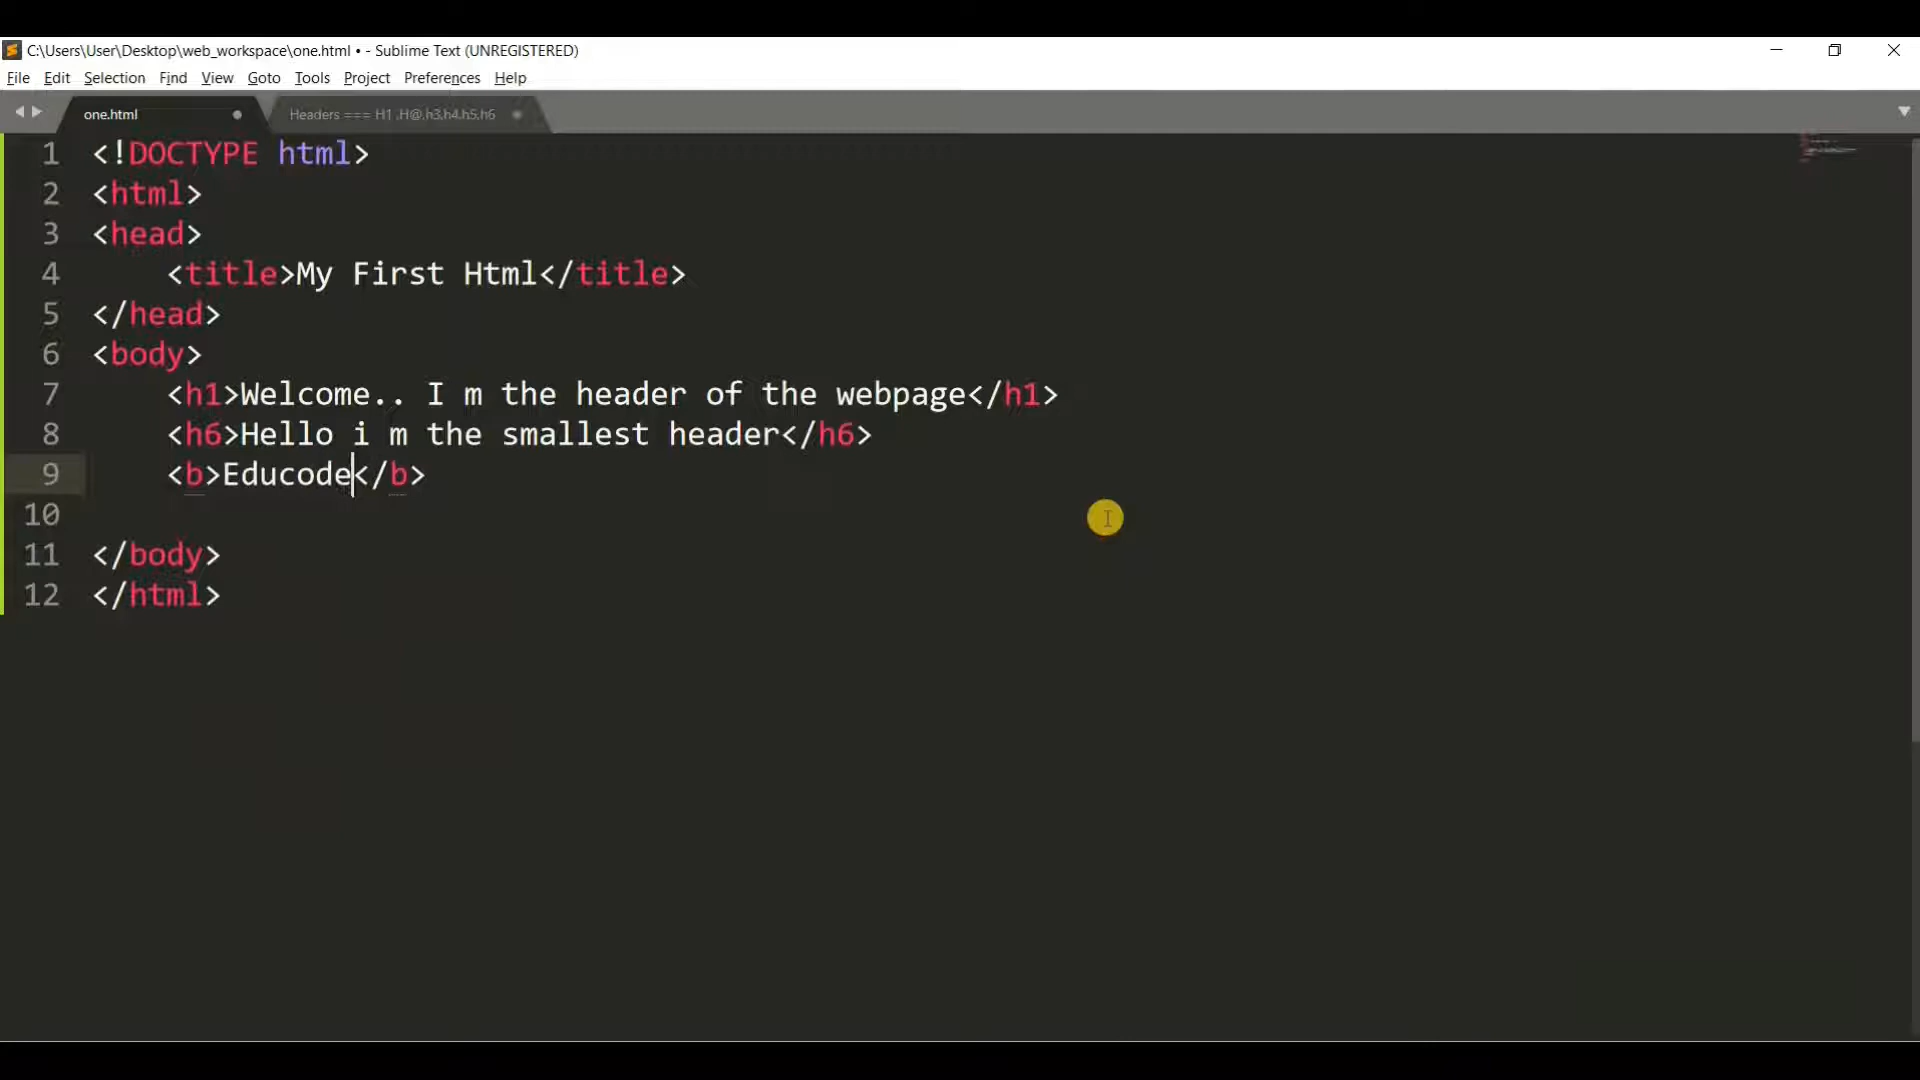 C:\Users\User\Desktop\web_workspace\one.html • - Sublime Text (UNREGISTERED)
File Edit Selection Find View Goto Tools Project Preferences Help
one.html Headers === H1 ,H@,h3,h4,h5,h6
1 <!DOCTYPE html>
2 <html>
3 <head>
4 <title>My First Html</title>
5 </head>
6 <body>
7 <h1>Welcome.. I m the header of the webpage</h1>
8 <h6>Hello i m the smallest header</h6>
9 <b>Educode</b>
10
11 </body>
12 </html>